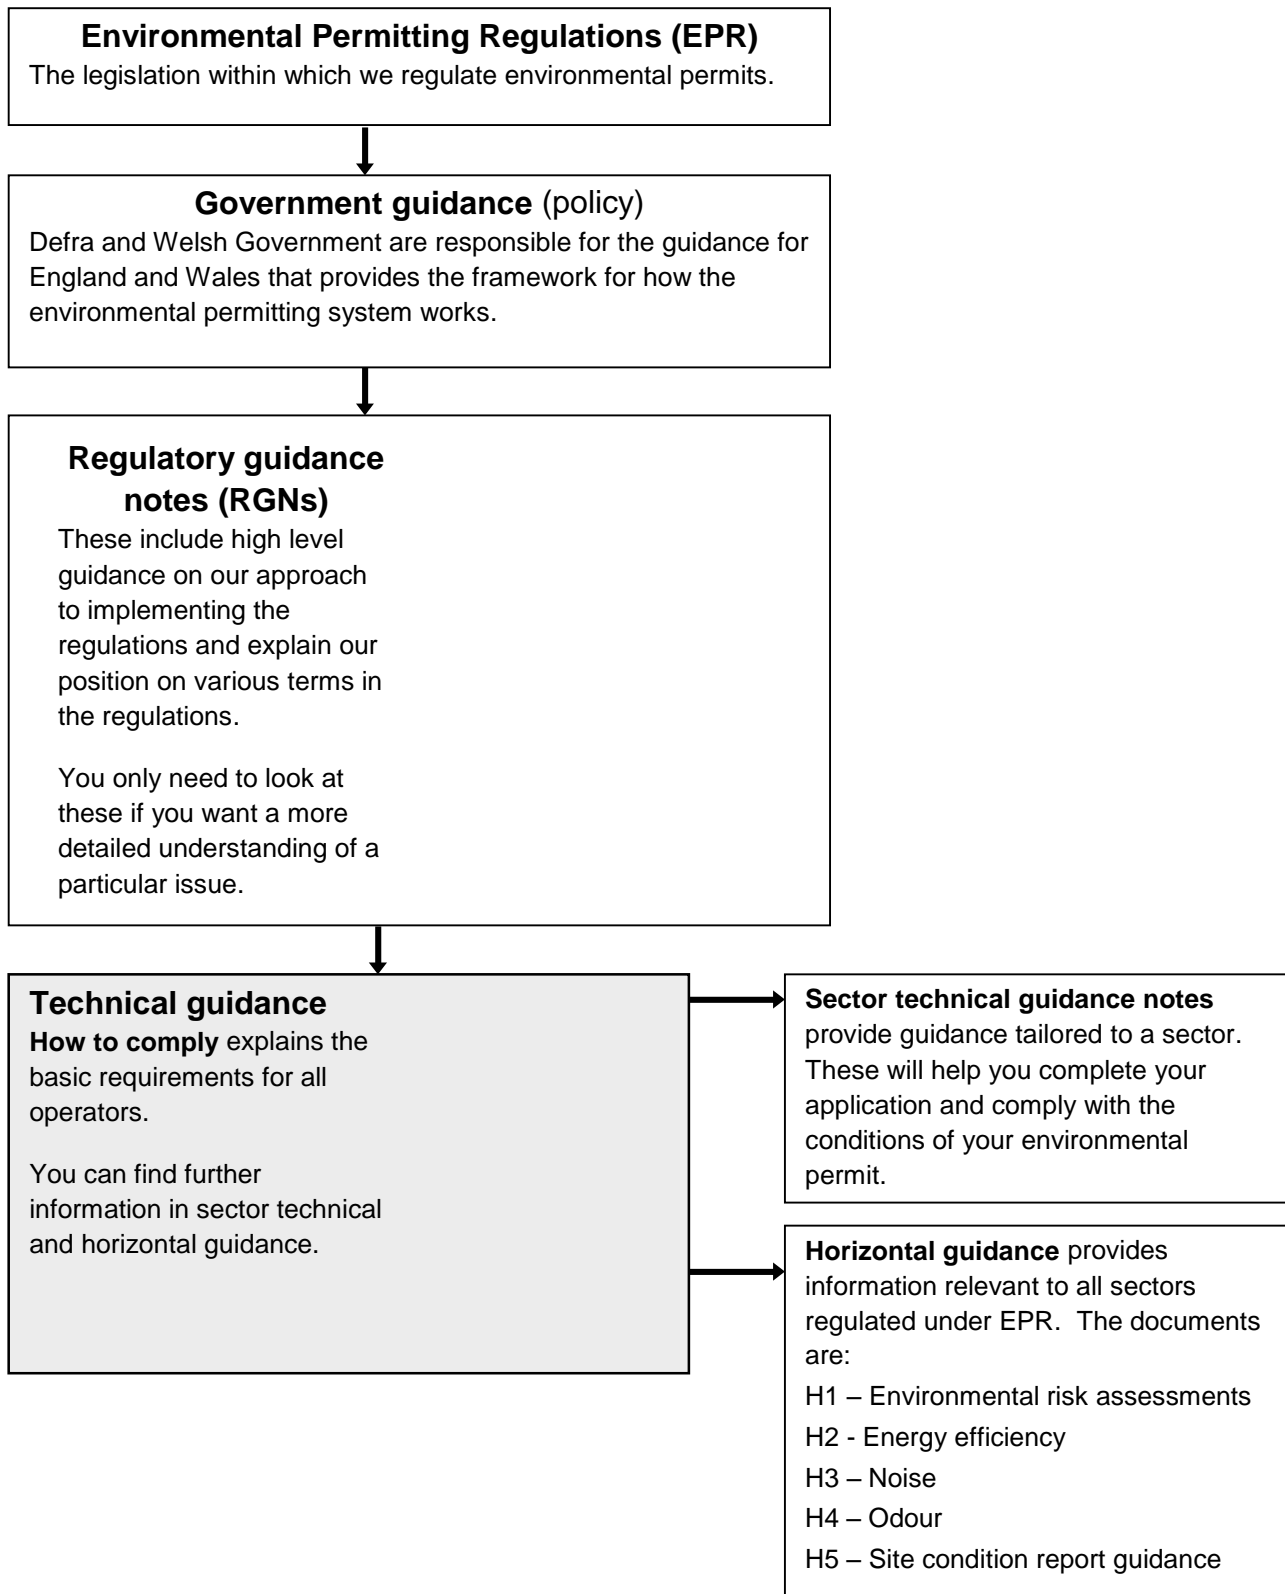 Environmental Permitting Regulations (EPR)
The legislation within which we regulate environmental permits.
Government guidance (policy)
Defra and Welsh Government are responsible for the guidance for
England and Wales that provides the framework for how the
environmental permitting system works.
Regulatory guidance
notes (RGNs)
These include high level
guidance on our approach
to implementing the
regulations and explain our
position on various terms in
the regulations.
You only need to look at
these if you want a more
detailed understanding of a
particular issue.
Technical guidance
How to comply explains the
basic requirements for all
operators.
You can find further
information in sector technical
and horizontal guidance.
Sector technical guidance notes
provide guidance tailored to a sector.
These will help you complete your
application and comply with the
conditions of your environmental
permit.
Horizontal guidance provides
information relevant to all sectors
regulated under EPR.  The documents
are:
H1 – Environmental risk assessments
H2 - Energy efficiency
H3 – Noise
H4 – Odour
H5 – Site condition report guidance